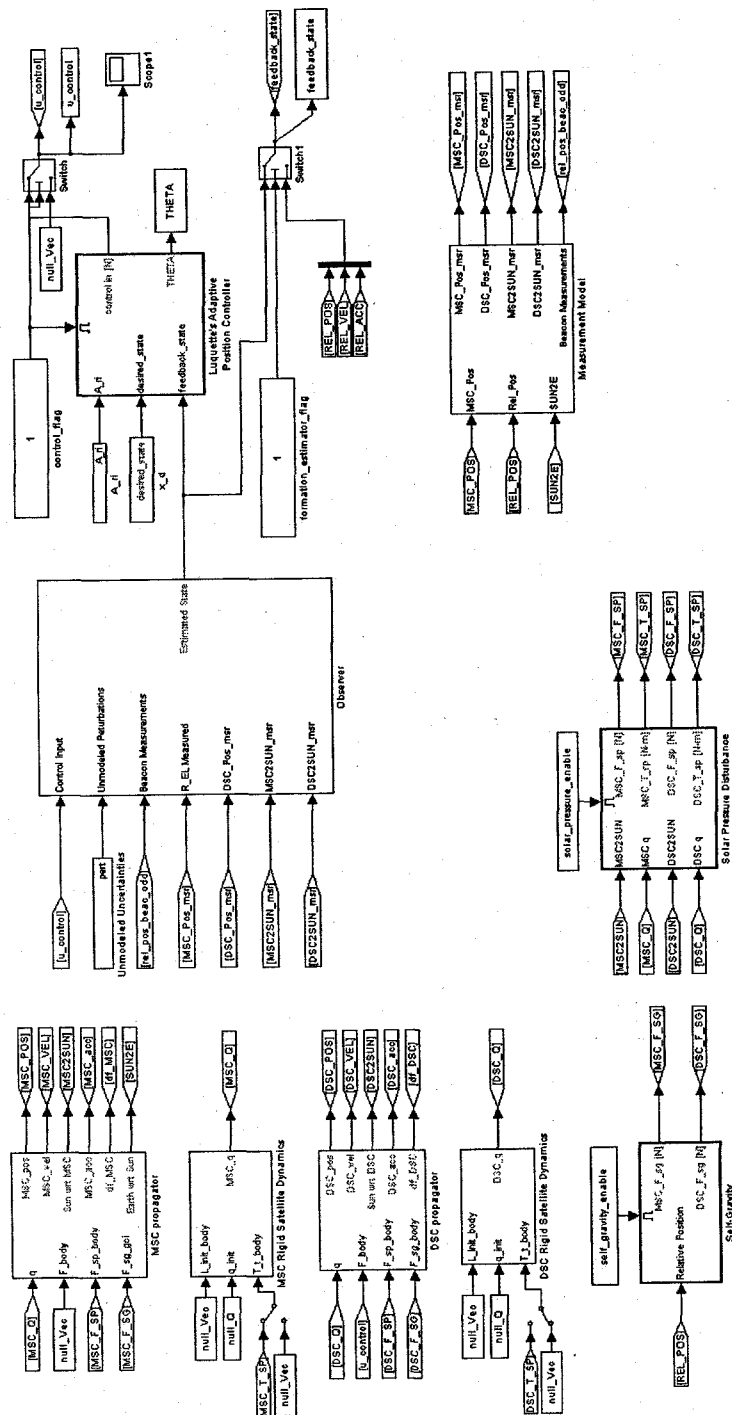 [MSC_Q]
null_Vec
[MSC_F_SP]
[MSC_F_SG]
q
F_body
F_sp_body
F_sg_gci
MSC_pos
MSC_vel
Sun wrt MSC
MSC_acc
df_MSC
Earth wrt Sun
MSC propagator
[MSC_POS]
[MSC_VEL]
[MSC2SUN]
[MSC_acc]
[df_MSC]
[SUN2E]
null_Vec
null_Q
MSC_T_SP]
null_Vec
L_init_body
q_init
T_t_body
MSC_q
MSC Rigid Satellite Dynamics
[MSC_Q]
[DSC_Q]
[u_control]
[DSC_F_SP]
[DSC_F_SG]
q
F_body
F_sp_body
F_sg_body
DSC_pos
DSC_vel
Sun wrt DSC
DSC_acc
df_DSC
DSC propagator
[DSC_POS]
[DSC_VEL]
[DSC2SUN]
[DSC_acc]
[df_DSC]
null_Vec
null_Q
DSC_T_SP]
null_Vec
L_init_body
q_init
T_t_body
DSC_q
DSC Rigid Satellite Dynamics
[DSC_Q]
self_gravity_enable
[REL_POS]
Relative Position
MSC_F_sg [N]
DSC_F_sg [N]
Self-Gravity
[MSC_F_SG]
[DSC_F_SG]
[u_control]
pert
Unmodeled Uncertainties
[rel_pos_beac_odd]
[MSC_Pos_msr]
[DSC_Pos_msr]
[MSC2SUN_msr]
[DSC2SUN_msr]
Control Input
Unmodeled Peturbations
Beacon Measurements
R_EL Measured
DSC_Pos_msr
MSC2SUN_msr
DSC2SUN_msr
Estimated State
Observer
solar_pressure_enable
[MSC2SUN]
[MSC_Q]
[DSC2SUN]
[DSC_Q]
MSC2SUN
MSC q
DSC2SUN
DSC q
MSC_F_sp [N]
MSC_T_sp [N-m]
DSC_F_sp [N]
DSC_T_sp [N-m]
Solar Pressure Disturbance
[MSC_F_SP]
[MSC_T_SP]
[DSC_F_SP]
[DSC_T_SP]
1
control_flag
A_ri
A_ri
desired_state
x_d
A_ri
desired_state
feedback_state
control in [N]
THETA
Luquette's Adaptive
Position Controller
THETA
null_Vec
Switch
[u_control]
u_control
Scope1
1
formation_estimator_flag
[REL_POS]
[REL_VEL]
[REL_ACC]
Switch1
[feedback_state]
feedback_state
[MSC_POS]
[REL_POS]
[SUN2E]
MSC_Pos
Rel_Pos
SUN2E
MSC_Pos_msr
DSC_Pos_msr
MSC2SUN_msr
DSC2SUN_msr
Beacon Measurements
Measurement Model
[MSC_Pos_msr]
[DSC_Pos_msr]
[MSC2SUN_msr]
[DSC2SUN_msr]
[rel_pos_beac_odd]